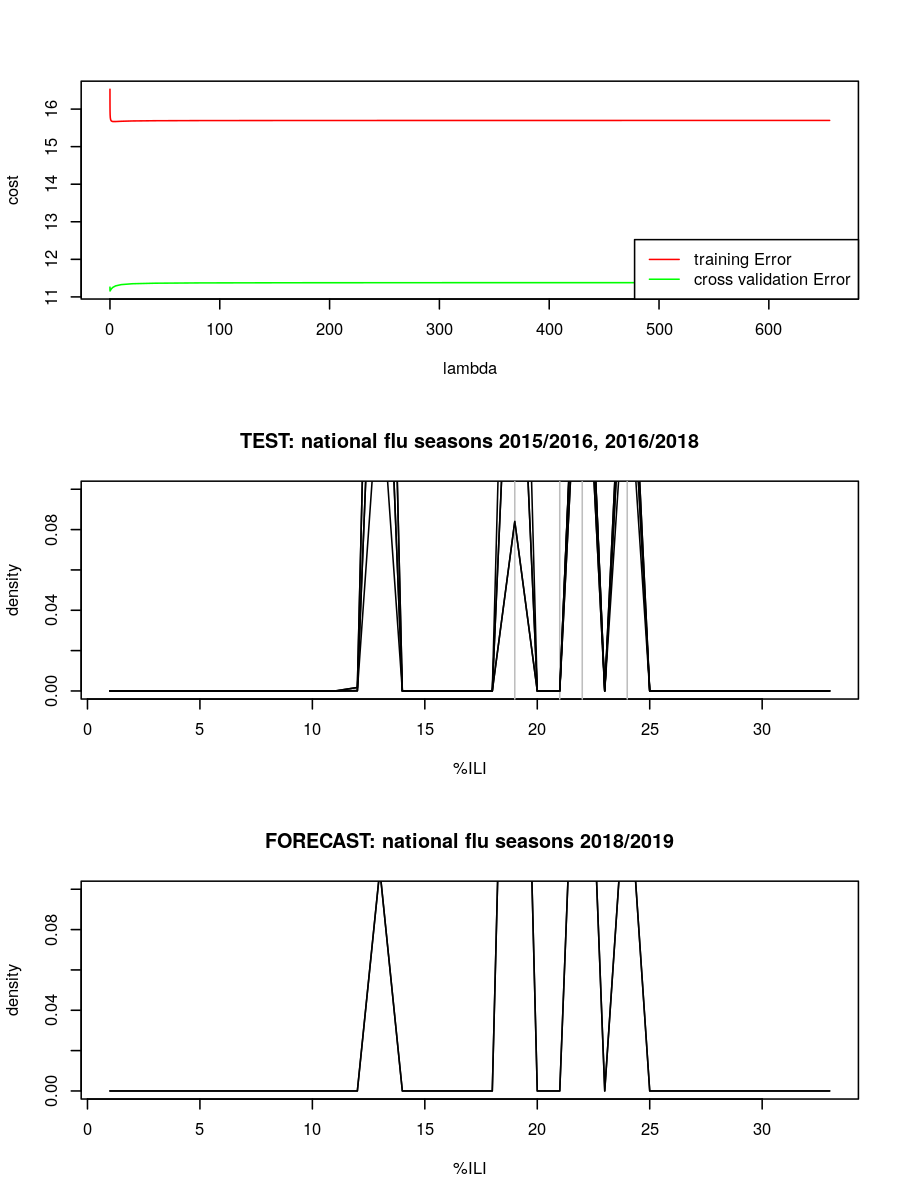 16
15
14
13
12
11
cost
training Error
cross validation Error
0 100 200 300 400 500 600
lambda
TEST: national flu seasons 2015/2016, 2016/2018
0.08
0.04
0.00
density
0 5 10 15 20 25 30
%ILI
FORECAST: national flu seasons 2018/2019
0.08
0.04
0.00
density
0 5 10 15 20 25 30
%ILI